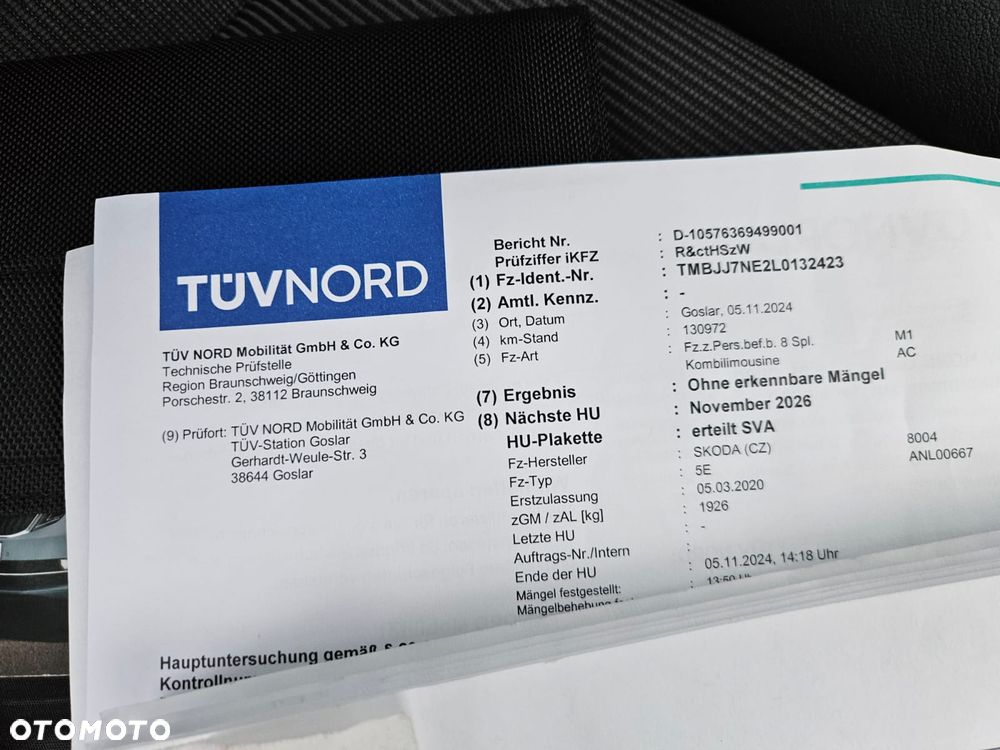 TÜVNORD
TÜV NORD Mobilität GmbH & Co. KG
Technische Prüfstelle
Region Braunschweig/Göttingen
Porschestr. 2, 38112 Braunschweig
(9) Prüfort: TÜV NORD Mobilität GmbH & Co. KG
TÜV-Station Goslar
Gerhardt-Weule-Str. 3
38644 Goslar
Bericht Nr. : D-10576369499001
Prüfziffer iKFZ : R&ctHSzW
(1) Fz-Ident.-Nr. : TMBJJ7NE2L0132423
(2) Amtl. Kennz. : -
(3) Ort, Datum : Goslar, 05.11.2024
(4) km-Stand : 130972
(5) Fz-Art : Fz.z.Pers.bef.b. 8 Spl. M1
Kombilimousine AC
(7) Ergebnis : Ohne erkennbare Mängel
(8) Nächste HU : November 2026
HU-Plakette : erteilt SVA
Fz-Hersteller : SKODA (CZ) 8004
Fz-Typ : 5E ANL00667
Erstzulassung : 05.03.2020
zGM / zAL [kg] : 1926
Letzte HU : -
Auftrags-Nr./Intern :
Ende der HU : 05.11.2024, 14:18 Uhr
Mängel festgestellt: : 13:50
Mängelbehebung
Hauptuntersuchung gemäß §
OTOMOTO